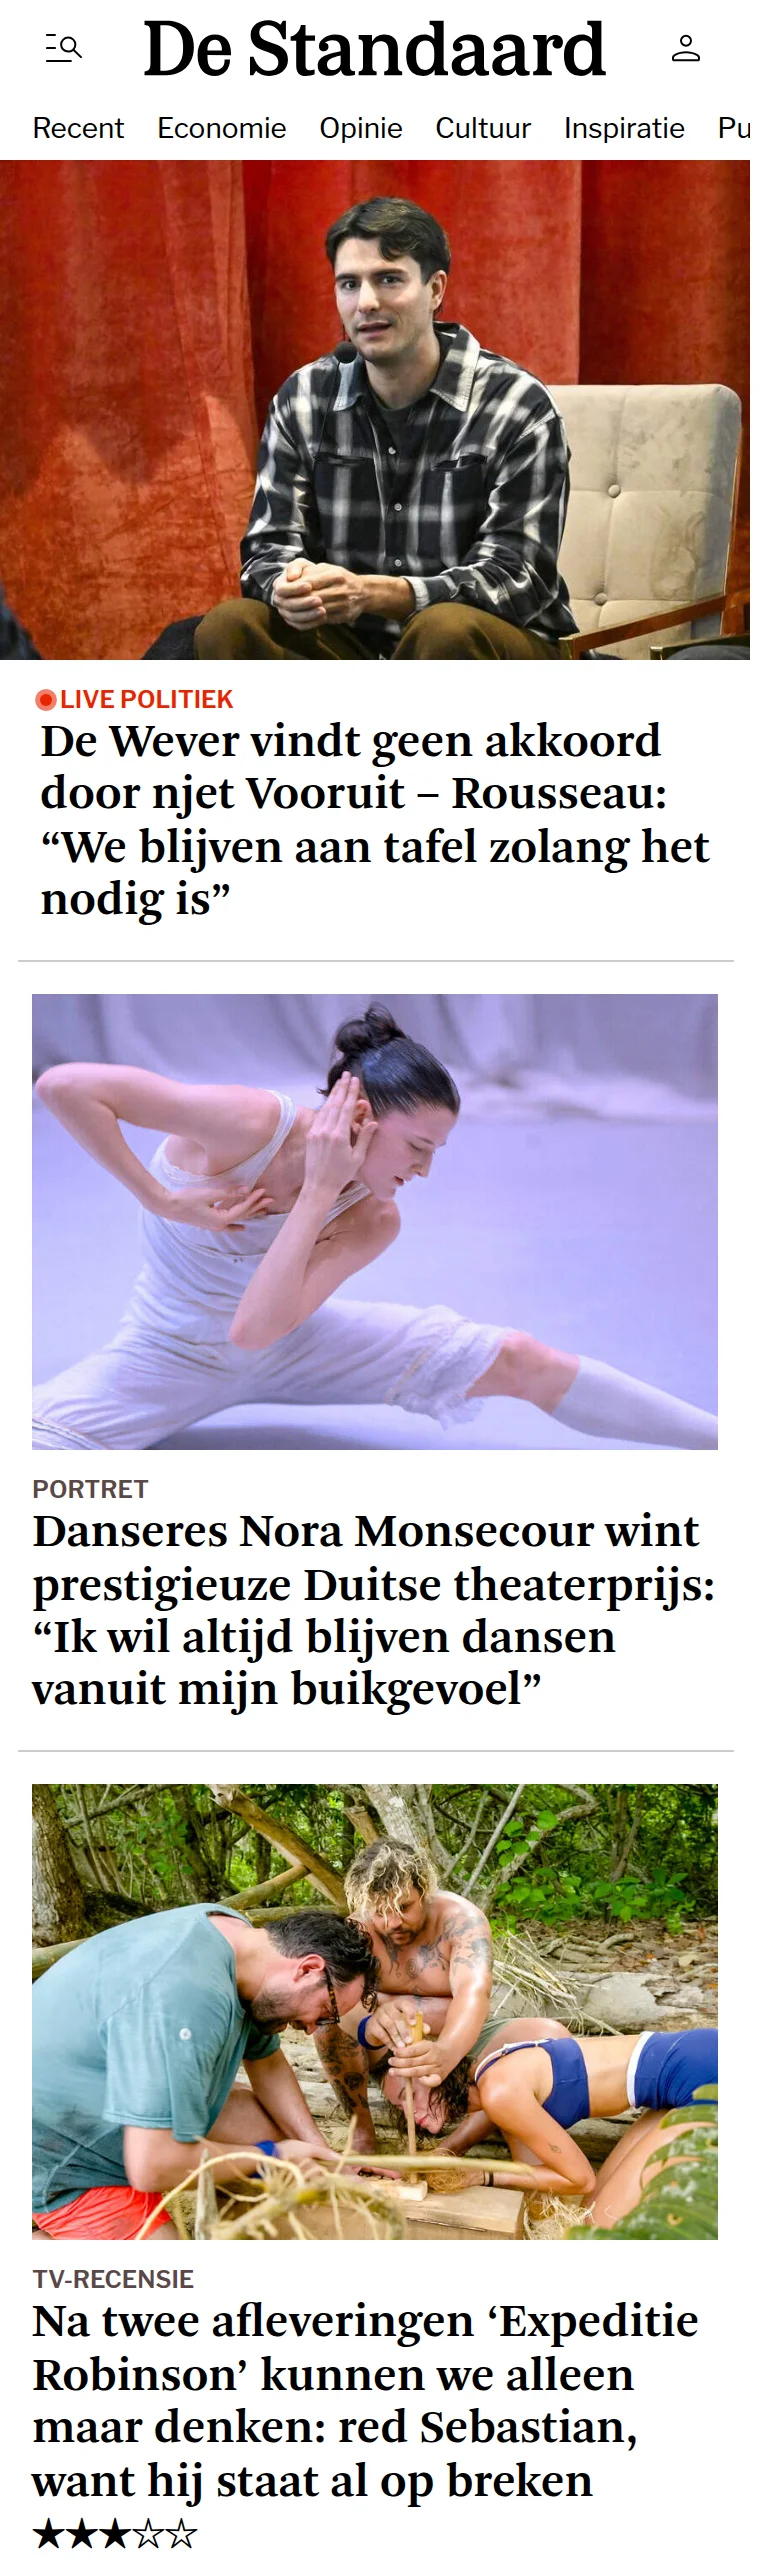 De Standaard
Recent Economie Opinie Cultuur Inspiratie Pu
LIVE POLITIEK
De Wever vindt geen akkoord
door njet Vooruit – Rousseau:
“We blijven aan tafel zolang het
nodig is”
PORTRET
Danseres Nora Monsecour wint
prestigieuze Duitse theaterprijs:
“Ik wil altijd blijven dansen
vanuit mijn buikgevoel”
TV-RECENSIE
Na twee afleveringen ‘Expeditie
Robinson’ kunnen we alleen
maar denken: red Sebastian,
want hij staat al op breken
★★★☆☆